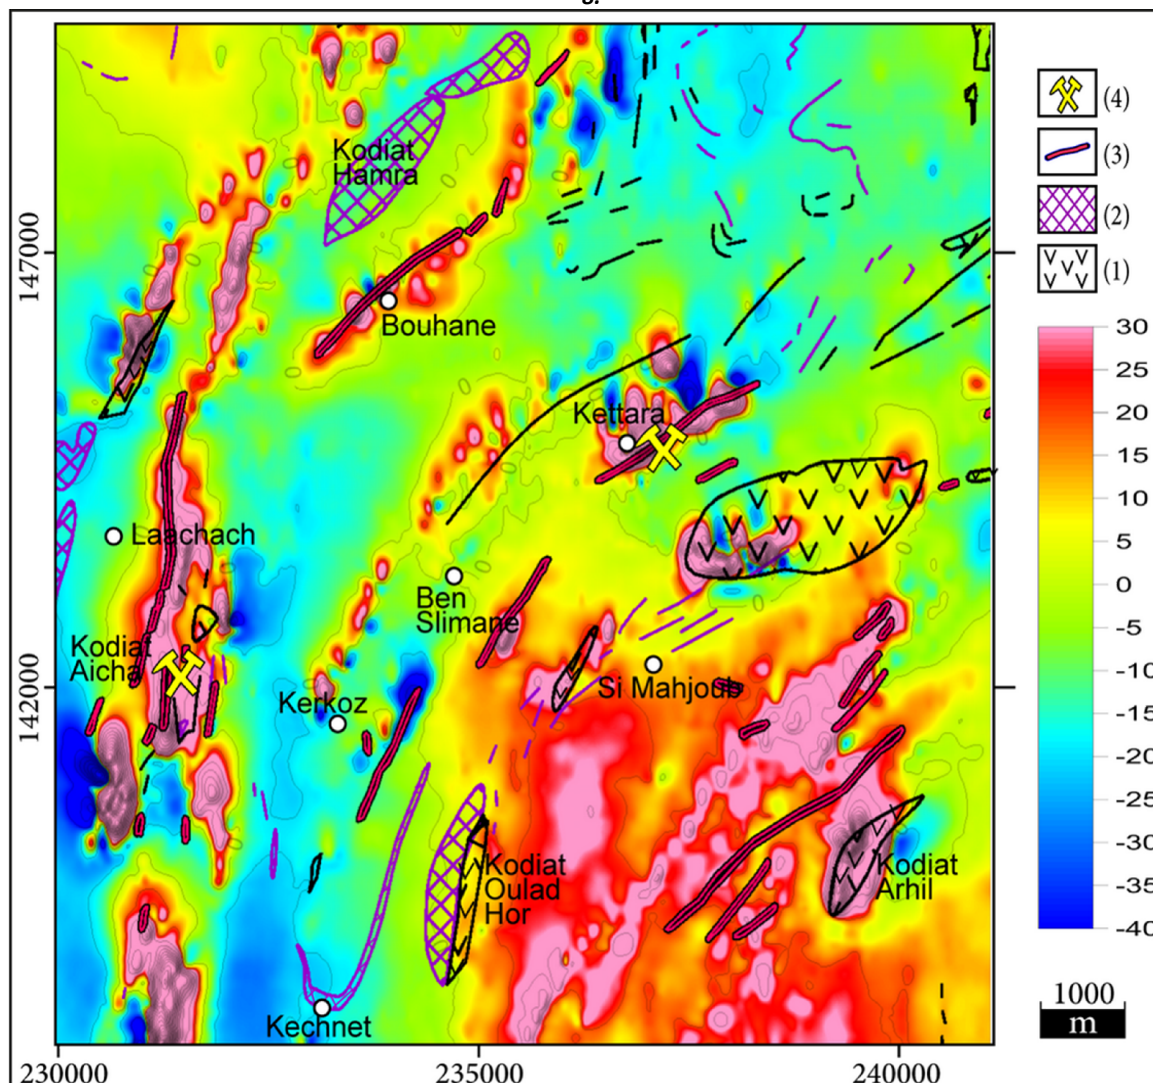 Kodiat
Hamra
Bouhane
Kettara
Laachach
Ben
Slimane
Kodiat
Aicha
Si Mahjoub
Kerkoz
Kodiat
Oulad
Hor
Kodiat
Arhil
Kechnet
147000
142000
230000
235000
240000
(4)
(3)
(2)
(1)
30
25
20
15
10
5
0
-5
-10
-15
-20
-25
-30
-35
-40
1000
m